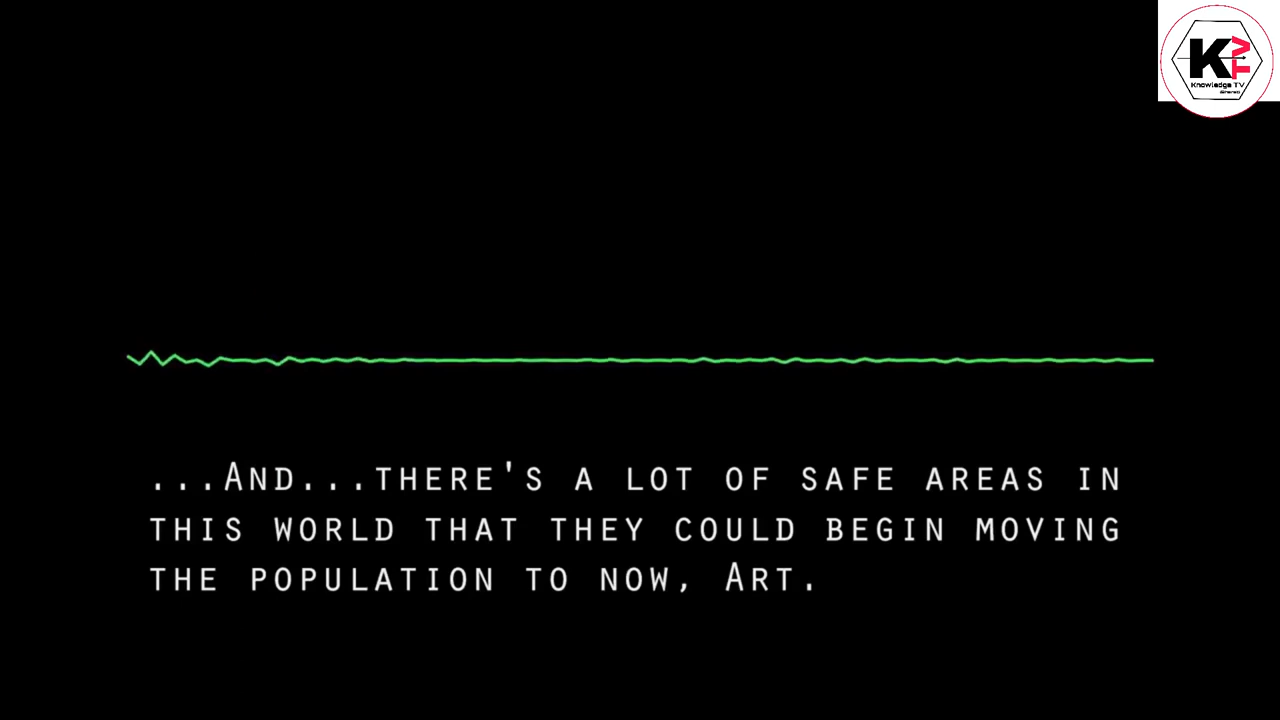 KTV
Knowledge TV
...And...there's a lot of safe areas in
this world that they could begin moving
the population to now, Art.